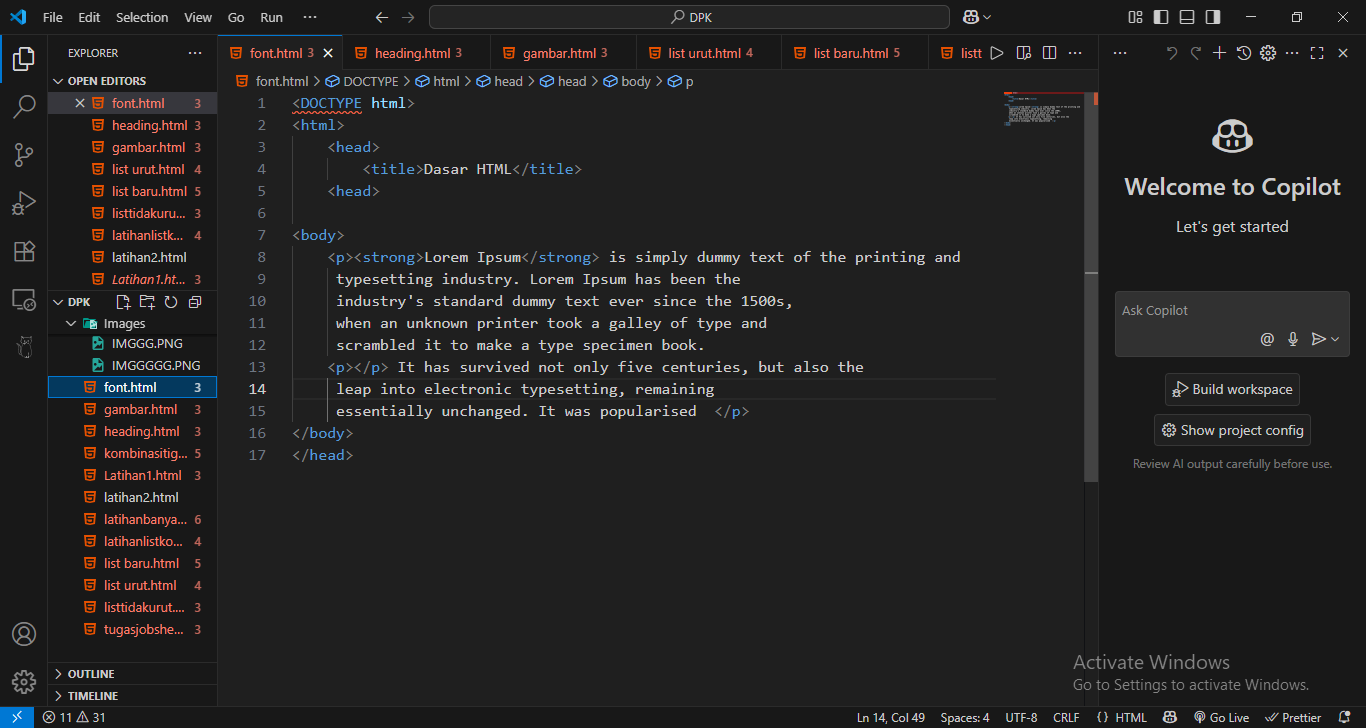 File Edit Selection View Go Run ··· DPK
EXPLORER ···
OPEN EDITORS
font.html 3
heading.html 3
gambar.html 3
list urut.html 4
list baru.html 5
listtidakuru... 3
latihanlistk... 4
latihan2.html
Latihan1.ht... 3
DPK
Images
IMGGG.PNG
IMGGGGG.PNG
font.html 3
gambar.html 3
heading.html 3
kombinasitig... 5
Latihan1.html 3
latihan2.html
latihanbanya... 6
latihanlistko... 4
list baru.html 5
list urut.html 4
listtidakurut.... 3
tugasjobshe... 3
OUTLINE
TIMELINE
font.html 3 heading.html 3 gambar.html 3 list urut.html 4 list baru.html 5 listt ···
font.html > DOCTYPE > html > head > head > body > p
1 <DOCTYPE html>
2 <html>
3 <head>
4 <title>Dasar HTML</title>
5 <head>
6
7 <body>
8 <p><strong>Lorem Ipsum</strong> is simply dummy text of the printing and
9 typesetting industry. Lorem Ipsum has been the
10 industry's standard dummy text ever since the 1500s,
11 when an unknown printer took a galley of type and
12 scrambled it to make a type specimen book.
13 <p></p> It has survived not only five centuries, but also the
14 leap into electronic typesetting, remaining
15 essentially unchanged. It was popularised  </p>
16 </body>
17 </head>
Welcome to Copilot
Let's get started
Ask Copilot
@
Build workspace
Show project config
Review AI output carefully before use.
Activate Windows
Go to Settings to activate Windows.
11 31 Ln 14, Col 49 Spaces: 4 UTF-8 CRLF {} HTML Go Live Prettier